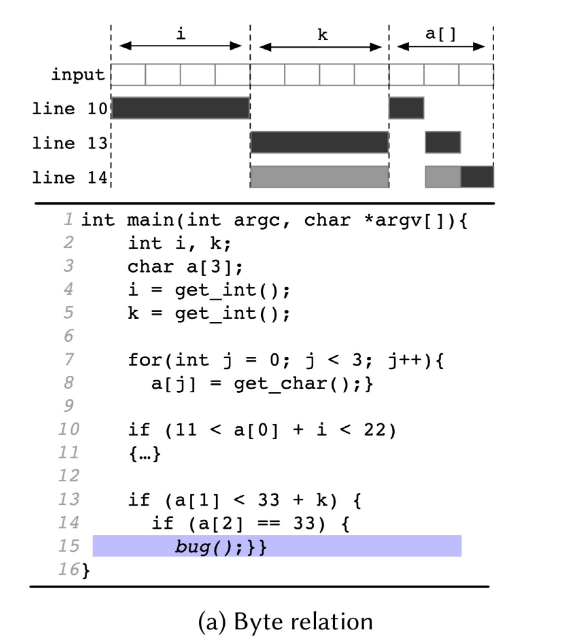 i k a[]
input
line 10
line 13
line 14
1 int main(int argc, char *argv[]){
2 int i, k;
3 char a[3];
4 i = get_int();
5 k = get_int();
6
7 for(int j = 0; j < 3; j++){
8 a[j] = get_char();}
9
10 if (11 < a[0] + i < 22)
11 {…}
12
13 if (a[1] < 33 + k) {
14 if (a[2] == 33) {
15 bug();}}
16 }
(a) Byte relation